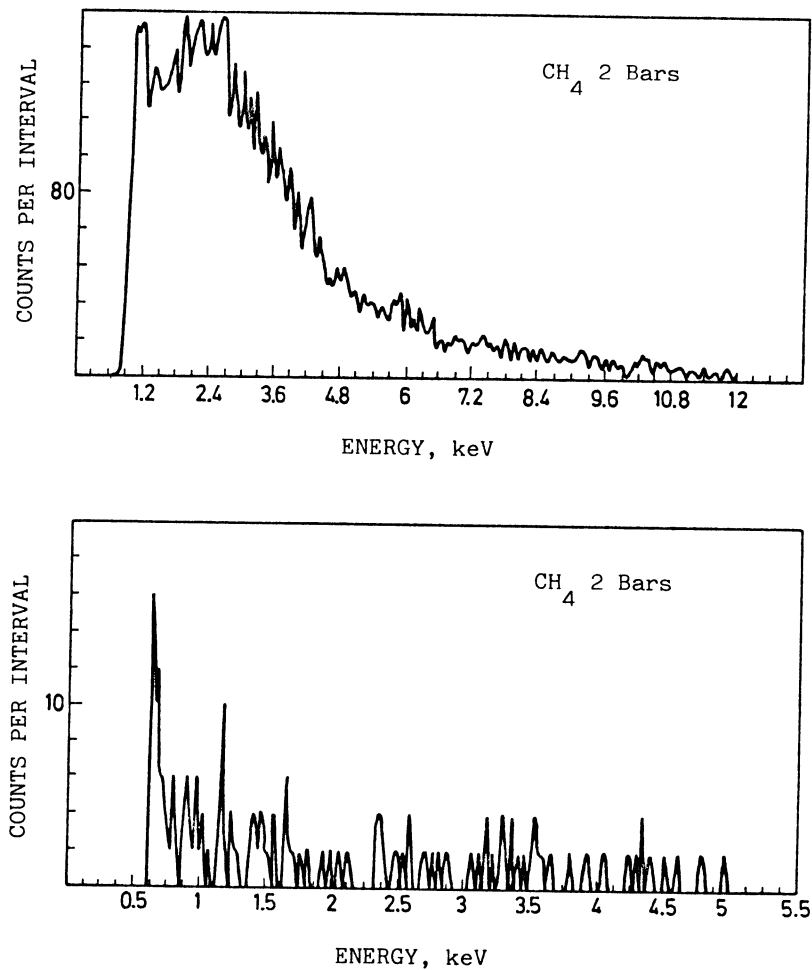 CH4 2 Bars
COUNTS PER INTERVAL
80
1.2 2.4 3.6 4.8 6 7.2 8.4 9.6 10.8 12
ENERGY, keV
CH4 2 Bars
COUNTS PER INTERVAL
10
0.5 1 1.5 2 2.5 3 3.5 4 4.5 5 5.5
ENERGY, keV